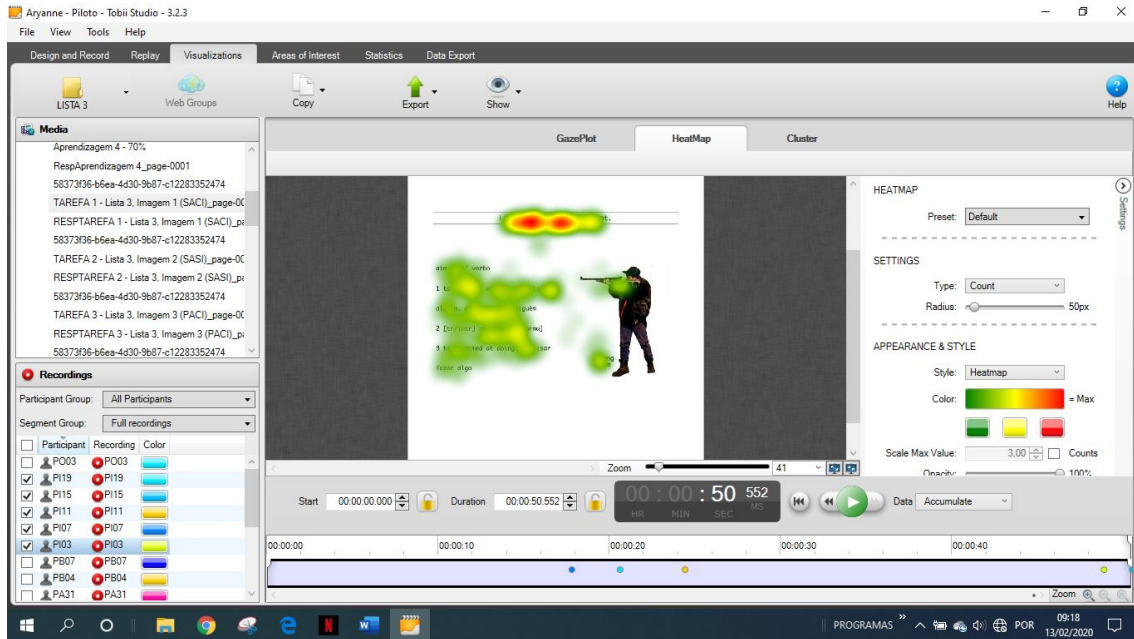 Aryanne - Piloto - Tobii Studio - 3.2.3
File View Tools Help
Design and Record Replay Visualizations Areas of Interest Statistics Data Export
LISTA 3 Web Groups Copy Export Show Help
Media
Aprendizagem 4 - 70%
RespAprendizagem 4_page-0001
58373f36-b6ea-4d30-9b87-c12283352474
TAREFA 1 - Lista 3, Imagem 1 (SACI)_page-00
RESPTAREFA 1 - Lista 3, Imagem 1 (SACI)_pa
58373f36-b6ea-4d30-9b87-c12283352474
TAREFA 2 - Lista 3, Imagem 2 (SASI)_page-00
RESPTAREFA 2 - Lista 3, Imagem 2 (SASI)_pa
58373f36-b6ea-4d30-9b87-c12283352474
TAREFA 3 - Lista 3, Imagem 3 (PACI)_page-00
RESPTAREFA 3 - Lista 3, Imagem 3 (PACI)_pa
58373f36-b6ea-4d30-9b87-c12283352474
Recordings
Participant Group: All Participants
Segment Group: Full recordings
Participant Recording Color
PO03 PO03
PI19 PI19
PI15 PI15
PI11 PI11
PI07 PI07
PI03 PI03
PB07 PB07
PB04 PB04
PA31 PA31
GazePlot HeatMap Cluster
verbo
1
2
3 at doing
fazer algo
HEATMAP
Settings
Preset: Default
SETTINGS
Type: Count
Radius: 50px
APPEARANCE & STYLE
Style: Heatmap
Color: = Max
Scale Max Value: 3,00 Counts
Opacity: 100%
Zoom 41
Start 00:00:00.000 Duration 00:00:50.552 00 : 00 : 50 552 Data Accumulate
HR MIN SEC MS
00:00:00 00:00:10 00:00:20 00:00:30 00:00:40
Zoom
PROGRAMAS POR 09:18
13/02/2020